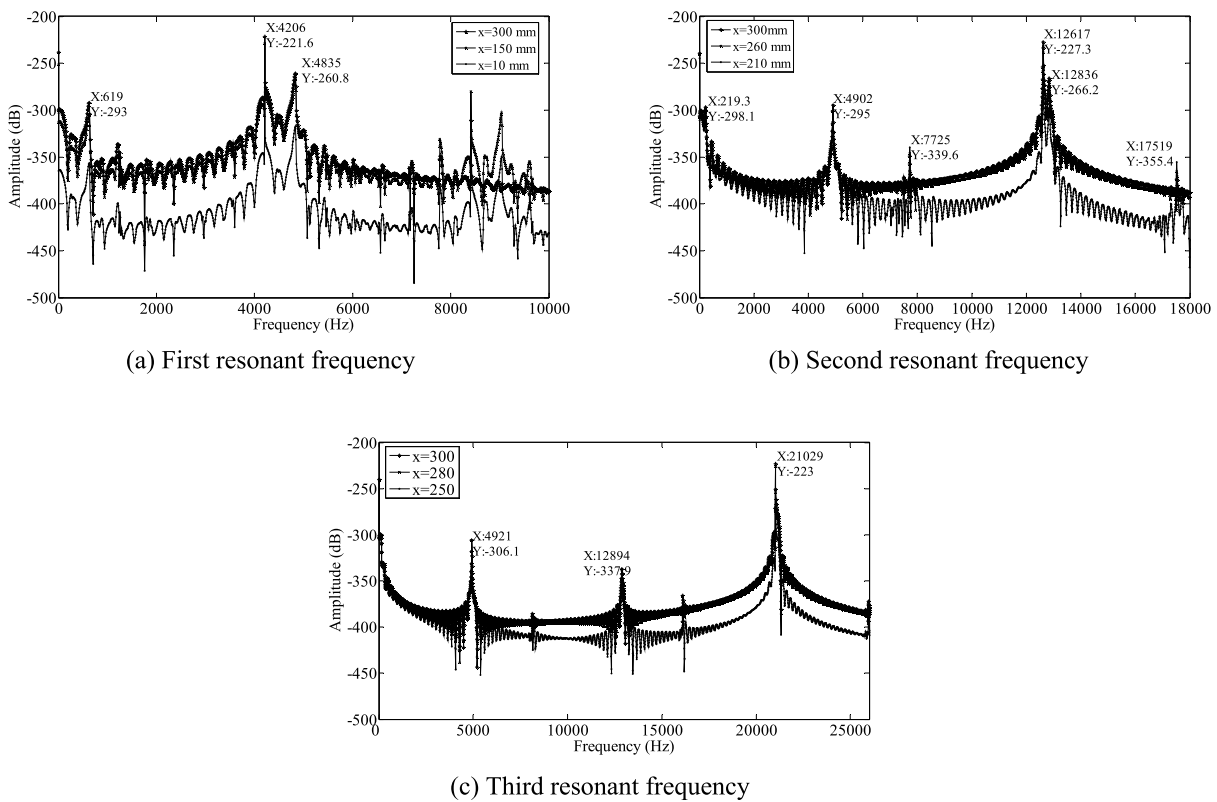 -200
-250
-300
-350
-400
-450
-500
Amplitude (dB)
X:4206
Y:-221.6
X:4835
Y:-260.8
X:619
Y:-293
x=300 mm
x=150 mm
x=10 mm
0 2000 4000 6000 8000 10000
Frequency (Hz)
(a) First resonant frequency
-200
-250
-300
-350
-400
-450
-500
Amplitude (dB)
x=300mm
x=260 mm
x=210 mm
X:12617
Y:-227.3
X:12836
Y:-266.2
X:219.3
Y:-298.1
X:4902
Y:-295
X:7725
Y:-339.6
X:17519
Y:-355.4
0 2000 4000 6000 8000 10000 12000 14000 16000 18000
Frequency (Hz)
(b) Second resonant frequency
-200
-300
-350
-400
-450
-500
Amplitude (dB)
x=300
x=280
x=250
X:21029
Y:-223
X:4921
Y:-306.1
X:12894
Y:-337.9
0 5000 10000 15000 20000 25000
Frequency (Hz)
(c) Third resonant frequency